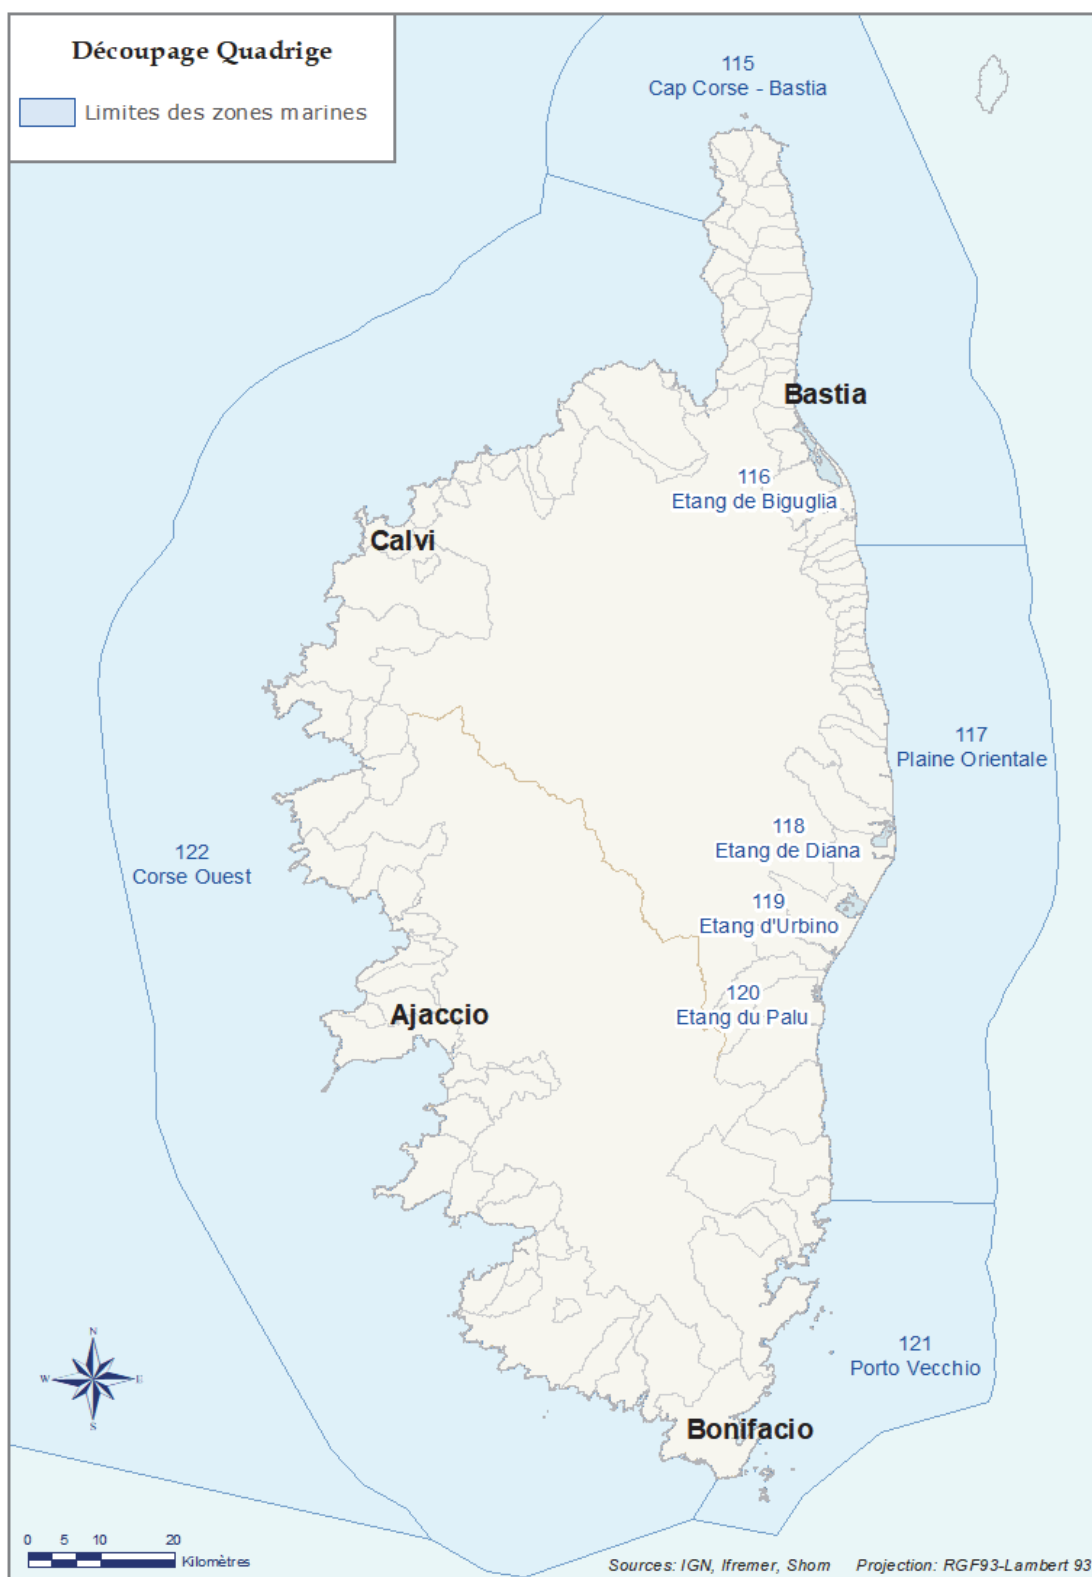 Découpage Quadrige
Limites des zones marines
115
Cap Corse - Bastia
Bastia
116
Etang de Biguglia
Calvi
117
Plaine Orientale
118
Etang de Diana
122
Corse Ouest
119
Etang d'Urbino
120
Etang du Palu
Ajaccio
121
Porto Vecchio
N
W E
S
Bonifacio
0 5 10 20
Kilomètres
Sources: IGN, Ifremer, Shom Projection: RGF93-Lambert 93